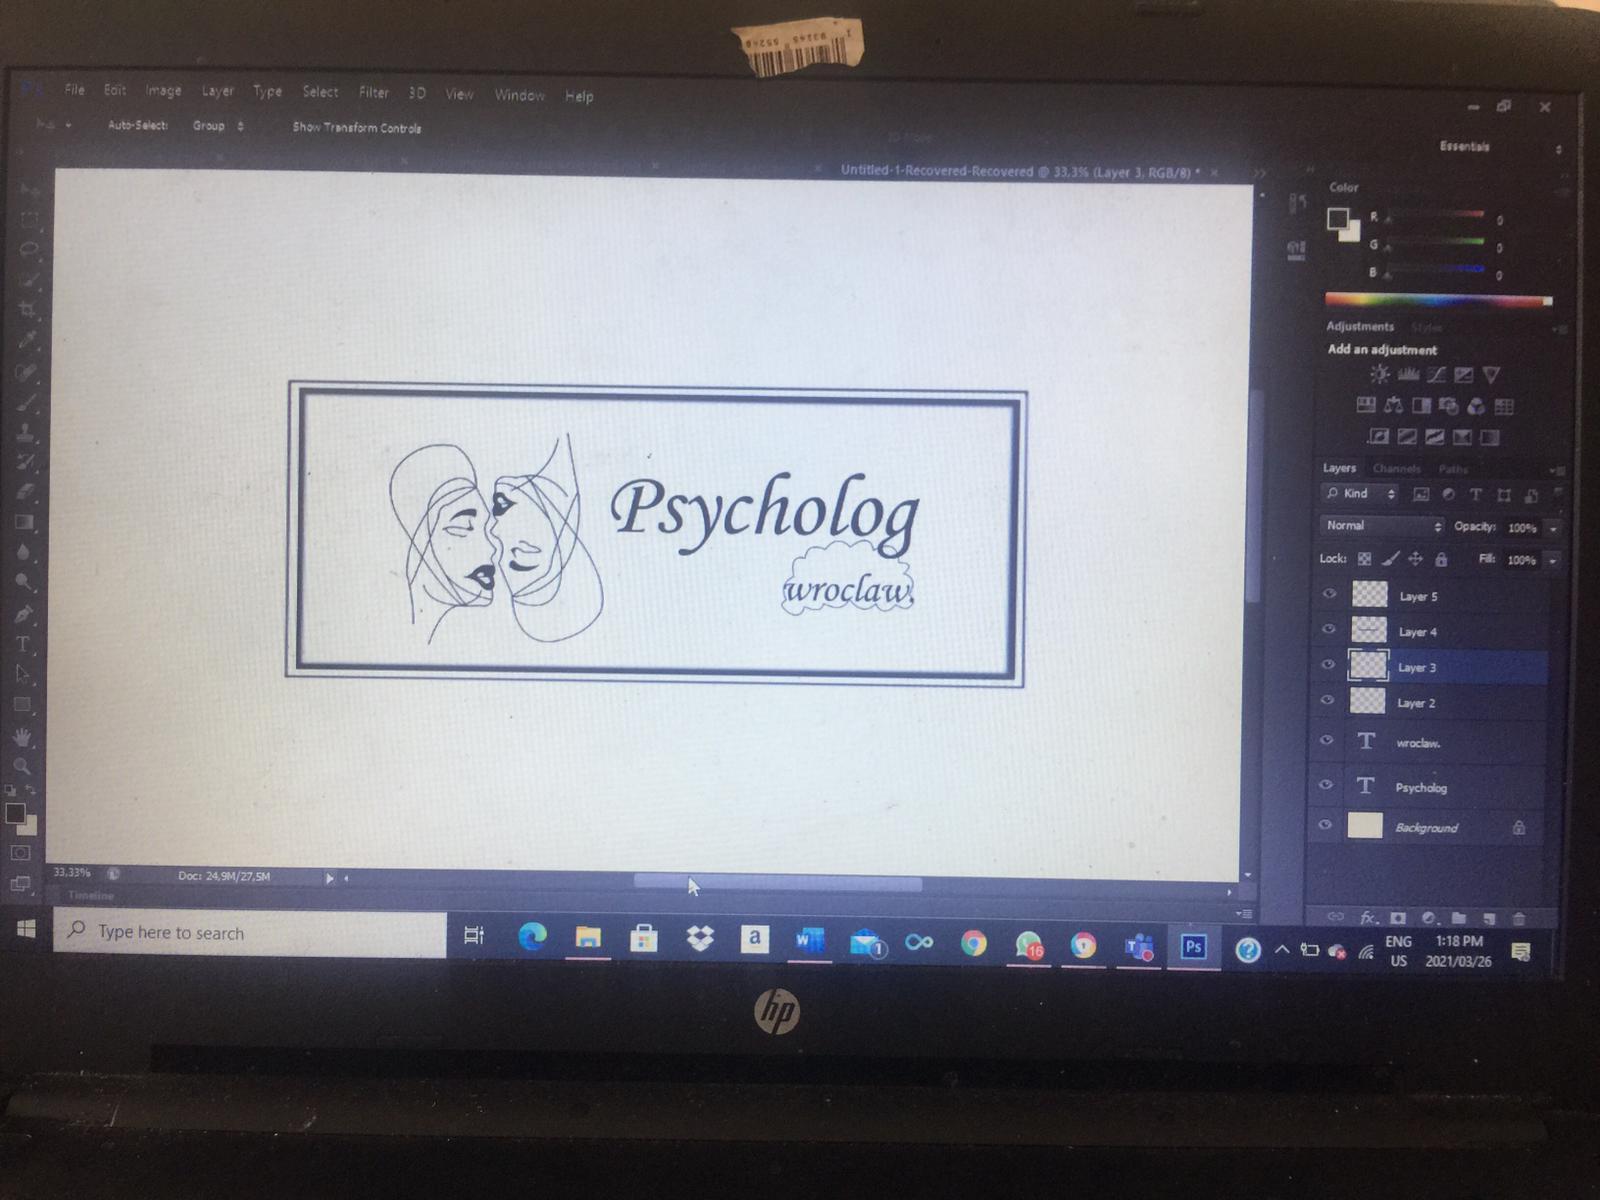 File Edit Image Layer Type Select Filter 3D View Window Help
Auto-Select: Group Show Transform Controls
Essentials
Untitled-1-Recovered-Recovered @ 33,3% (Layer 3, RGB/8) *
Color
R 0
G 0
B 0
Adjustments Styles
Add an adjustment
Psycholog
wroclaw.
Layers Channels Paths
Kind
Normal Opacity: 100%
Lock: Fill: 100%
Layer 5
Layer 4
Layer 3
Layer 2
T wroclaw.
T Psycholog
Background
33,33% Doc: 24,9M/27,5M
Timeline
Type here to search
a
1
16
Ps
ENG
US
1:18 PM
2021/03/26
hp